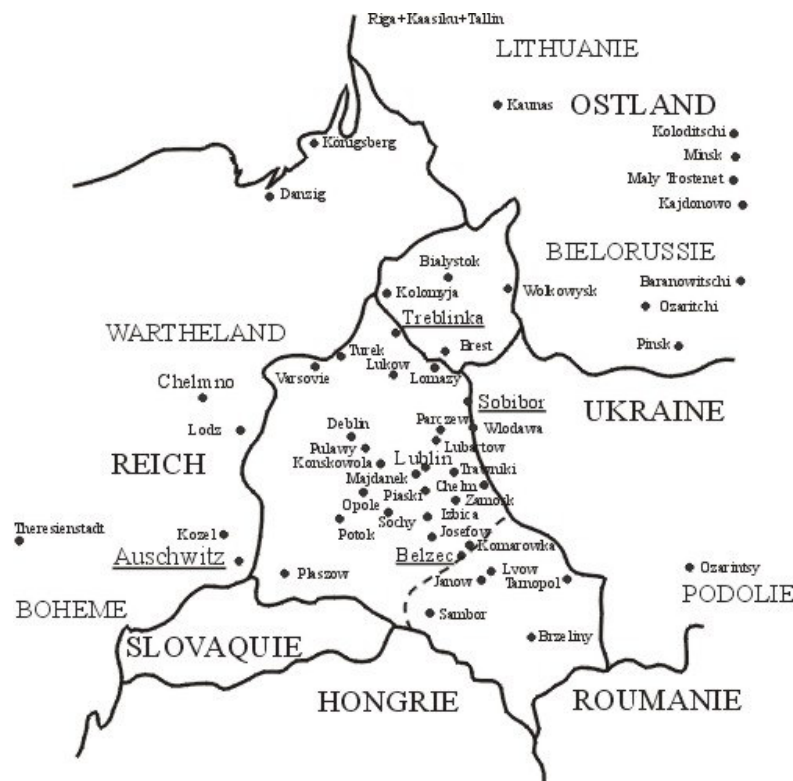 Riga+Kaasiku+Tallin
LITHUANIE
Kaunas
OSTLAND
Koloditschi
Königsberg
Minsk
Maly Trostenet
Danzig
Kajdonowo
BIELORUSSIE
Bialystok
Baranowitschi
Kolomyja
Wolkowysk
Ozaritchi
Treblinka
WARTHELAND
Turek
Brest
Pinsk
Varsovie
Lukow
Lomazy
Chelmno
Sobibor
UKRAINE
Deblin
Parczew
Wlodawa
Lodz
Pulawy
Lubartow
REICH
Konskowola
Lublin
Trawniki
Majdanek
Chelm
Piaski
Zamosk
Opole
Izbica
Sochy
Theresienstadt
Kozel
Potok
Josefow
Komarowka
Auschwitz
Belzec
Lvow
Ozarintsy
Plaszow
Janow
Tarnopol
PODOLIE
BOHEME
Sambor
Brzeliny
SLOVAQUIE
HONGRIE
ROUMANIE